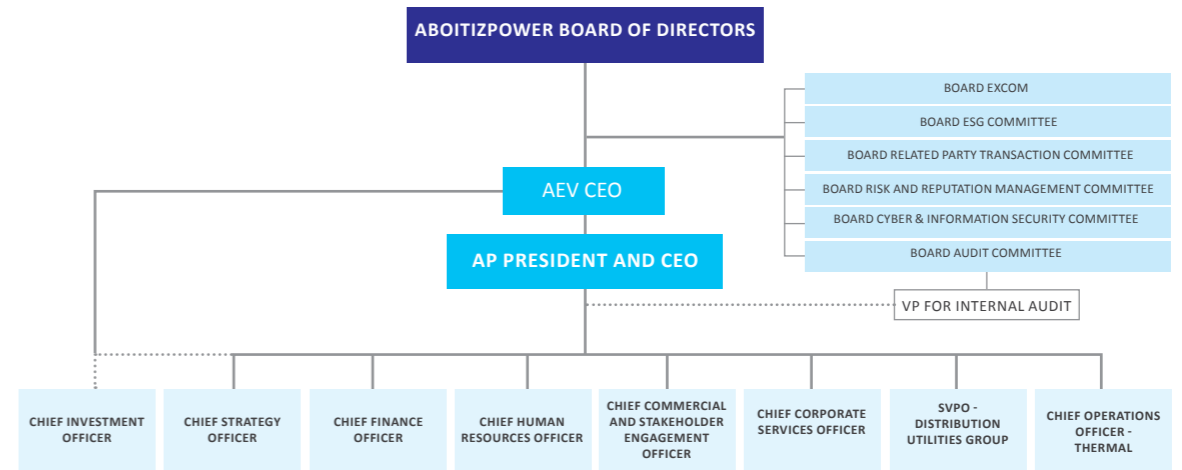 ABOITIZPOWER BOARD OF DIRECTORS
BOARD EXCOM
BOARD ESG COMMITTEE
BOARD RELATED PARTY TRANSACTION COMMITTEE
BOARD RISK AND REPUTATION MANAGEMENT COMMITTEE
BOARD CYBER & INFORMATION SECURITY COMMITTEE
BOARD AUDIT COMMITTEE
AEV CEO
AP PRESIDENT AND CEO
VP FOR INTERNAL AUDIT
CHIEF INVESTMENT
OFFICER
CHIEF STRATEGY
OFFICER
CHIEF FINANCE
OFFICER
CHIEF HUMAN
RESOURCES OFFICER
CHIEF COMMERCIAL
AND STAKEHOLDER
ENGAGEMENT
OFFICER
CHIEF CORPORATE
SERVICES OFFICER
SVPO -
DISTRIBUTION
UTILITIES GROUP
CHIEF OPERATIONS
OFFICER -
THERMAL